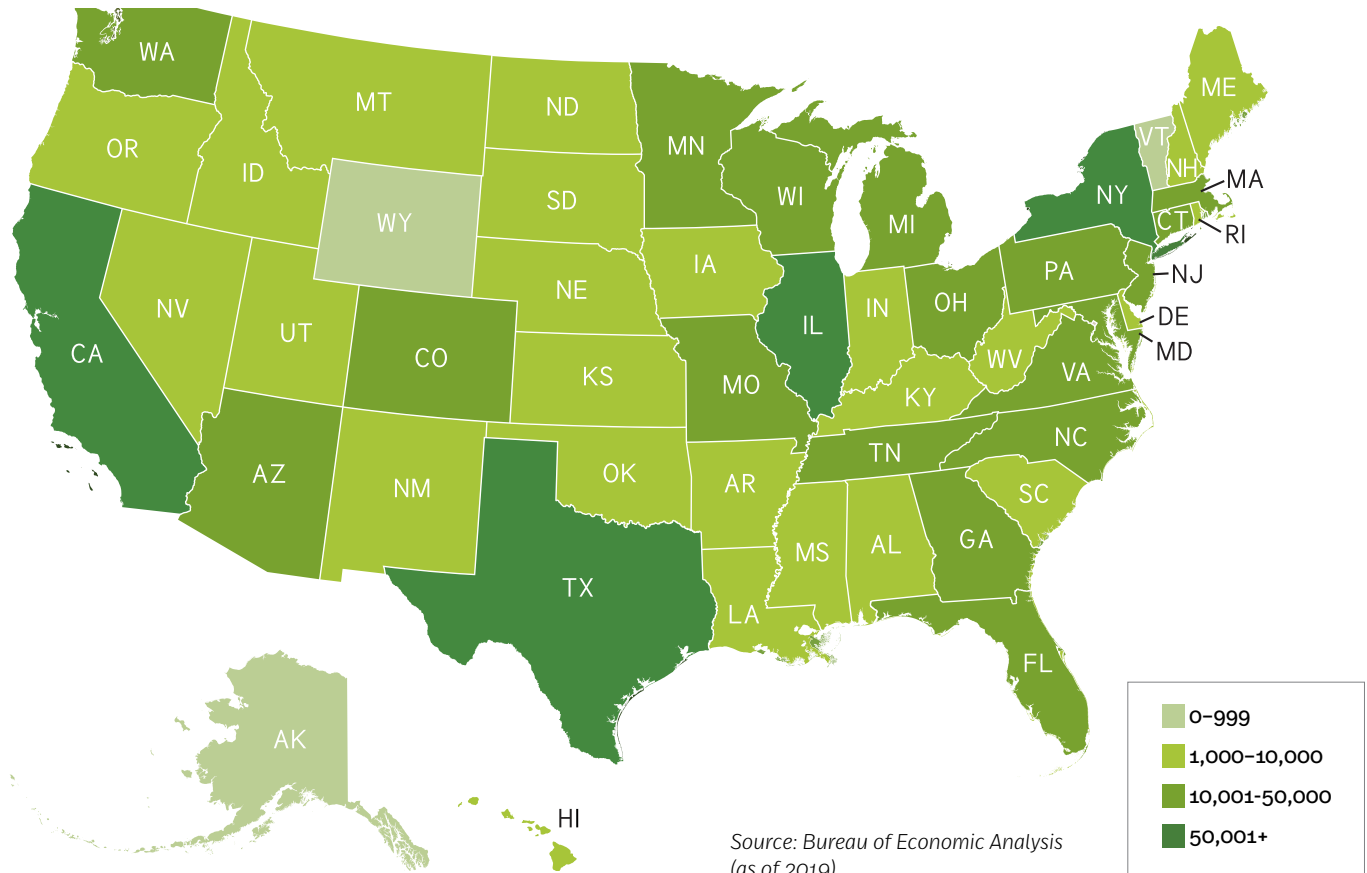 WA
MT
ND
ME
OR
MN
VT
ID
SD
WI
NH
MA
NY
WY
MI
CT
RI
IA
PA
NJ
NE
OH
NV
IL
IN
DE
UT
CA
CO
WV
MD
KS
MO
VA
KY
NC
TN
AZ
OK
NM
AR
SC
GA
MS
AL
TX
LA
FL
AK
HI
0–999
1,000–10,000
10,001-50,000
50,001+
Source: Bureau of Economic Analysis
(as of 2019)